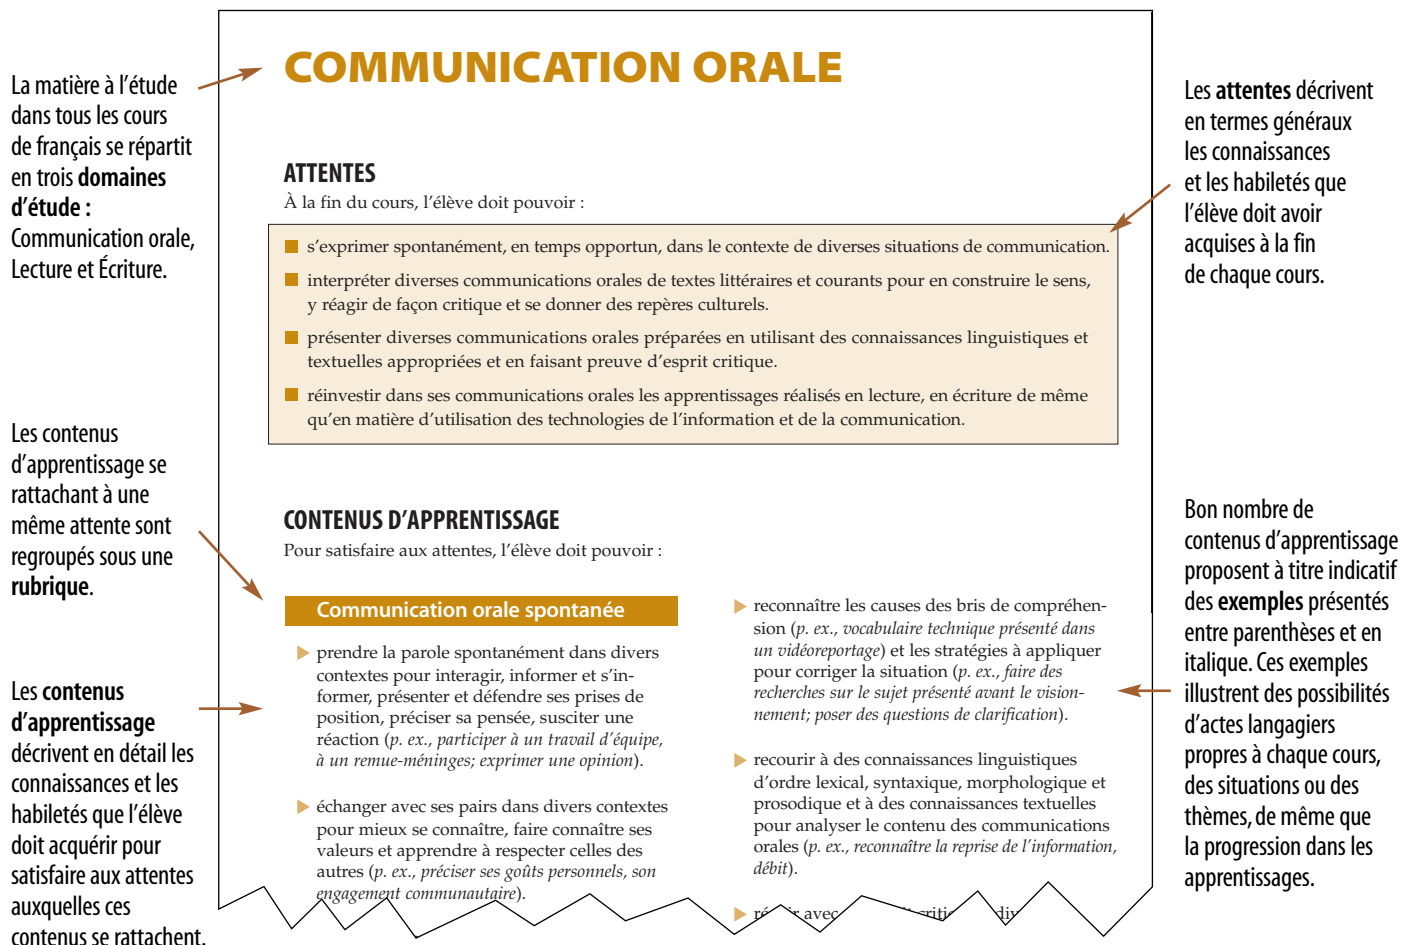 La matière à l’étude
dans tous les cours
de français se répartit
en trois domaines
d’étude :
Communication orale,
Lecture et Écriture.
Les contenus
d’apprentissage se
rattachant à une
même attente sont
regroupés sous une
rubrique.
Les contenus
d’apprentissage
décrivent en détail les
connaissances et les
habiletés que l’élève
doit acquérir pour
satisfaire aux attentes
auxquelles ces
contenus se rattachent.
COMMUNICATION ORALE
ATTENTES
À la fin du cours, l’élève doit pouvoir :
s’exprimer spontanément, en temps opportun, dans le contexte de diverses situations de communication.
interpréter diverses communications orales de textes littéraires et courants pour en construire le sens,
y réagir de façon critique et se donner des repères culturels.
présenter diverses communications orales préparées en utilisant des connaissances linguistiques et
textuelles appropriées et en faisant preuve d’esprit critique.
réinvestir dans ses communications orales les apprentissages réalisés en lecture, en écriture de même
qu’en matière d’utilisation des technologies de l’information et de la communication.
CONTENUS D’APPRENTISSAGE
Pour satisfaire aux attentes, l’élève doit pouvoir :
Communication orale spontanée
prendre la parole spontanément dans divers
contextes pour interagir, informer et s’in-
former, présenter et défendre ses prises de
position, préciser sa pensée, susciter une
réaction (p. ex., participer à un travail d’équipe,
à un remue-méninges; exprimer une opinion).
échanger avec ses pairs dans divers contextes
pour mieux se connaître, faire connaître ses
valeurs et apprendre à respecter celles des
autres (p. ex., préciser ses goûts personnels, son
engagement communautaire).
reconnaître les causes des bris de compréhen-
sion (p. ex., vocabulaire technique présenté dans
un vidéoreportage) et les stratégies à appliquer
pour corriger la situation (p. ex., faire des
recherches sur le sujet présenté avant le vision-
nement; poser des questions de clarification).
recourir à des connaissances linguistiques
d’ordre lexical, syntaxique, morphologique et
prosodique et à des connaissances textuelles
pour analyser le contenu des communications
orales (p. ex., reconnaître la reprise de l’information,
débit).
avec
Les attentes décrivent
en termes généraux
les connaissances
et les habiletés que
l’élève doit avoir
acquises à la fin
de chaque cours.
Bon nombre de
contenus d’apprentissage
proposent à titre indicatif
des exemples présentés
entre parenthèses et en
italique. Ces exemples
illustrent des possibilités
d’actes langagiers
propres à chaque cours,
des situations ou des
thèmes, de même que
la progression dans les
apprentissages.